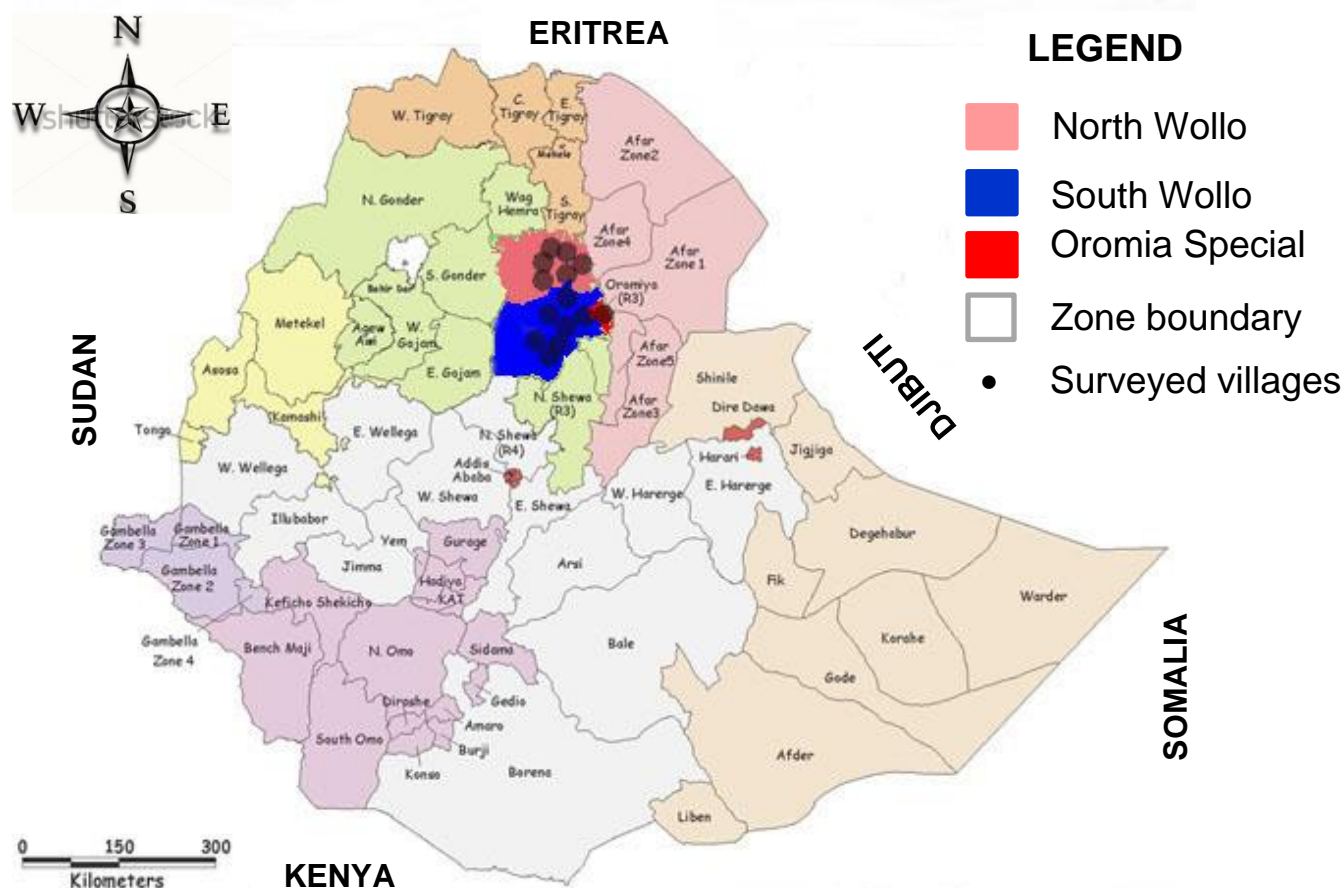 N
W
E
S
shutterstock
ERITREA
LEGEND
North Wollo
South Wollo
Oromia Special
Zone boundary
Surveyed villages
SUDAN
DJIBUTI
SOMALIA
KENYA
W. Tigray
C.
Tigray
E.
Tigray
Mekele
S.
Tigray
Afar
Zone2
N. Gonder
Wag
Hemra
Afar
Zone4
Afar
Zone 1
S. Gonder
Bahir Dar
Oromiya
(R3)
Metekel
Agew
Awi
W.
Gojam
E. Gojam
Afar
Zone5
Asosa
Shinile
N. Shewa
(R3)
Afar
Zone3
Dire Dawa
Kamashi
Tongo
E. Wellega
N. Shewa
(R4)
Addis
Ababa
Harari
Jigjiga
W. Wellega
W. Shewa
E. Shewa
W. Harerge
E. Harerge
Illubabor
Gambella
Zone 3
Gambella
Zone 1
Yem
Gurage
Degehabur
Gambella
Zone 2
Jimma
Arsi
Hadiya
KAT
Fik
Warder
Keficho Shekicho
Gambella
Zone 4
Bench Maji
N. Omo
Sidama
Bale
Korahe
Gode
Gedio
Dirashe
Amaro
South Omo
Burji
Konso
Borena
Afder
Liben
0 150 300
Kilometers